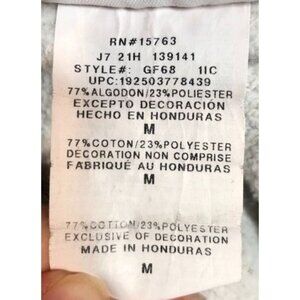 RN#15763
J7 21H 139141
STYLE#: GF68 1IC
UPC:192503778439
77%ALGODON/23%POLIESTER
EXCEPTO DECORACIÓN
HECHO EN HONDURAS
M
77%COTON/23%POLYESTER
DECORATION NON COMPRISE
FABRIQUÉ AU HONDURAS
M
77%COTTON/23%POLYESTER
EXCLUSIVE OF DECORATION
MADE IN HONDURAS
M